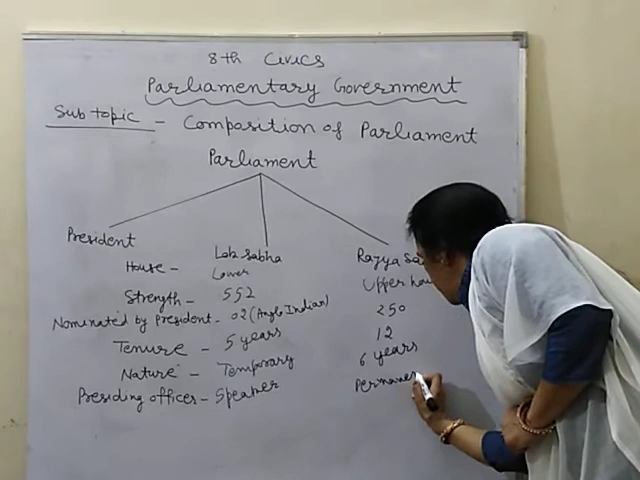 8th Civics
Parliamentary Government
Sub topic - Composition of Parliament
Parliament
President Lok Sabha Rajya Sa
House - Lower Upper hou
Strength - 552 250
Nominated by President - 02 (Anglo Indian) 12
Tenure - 5 years 6 years
Nature - Temporary Permane
Presiding officer - Speaker